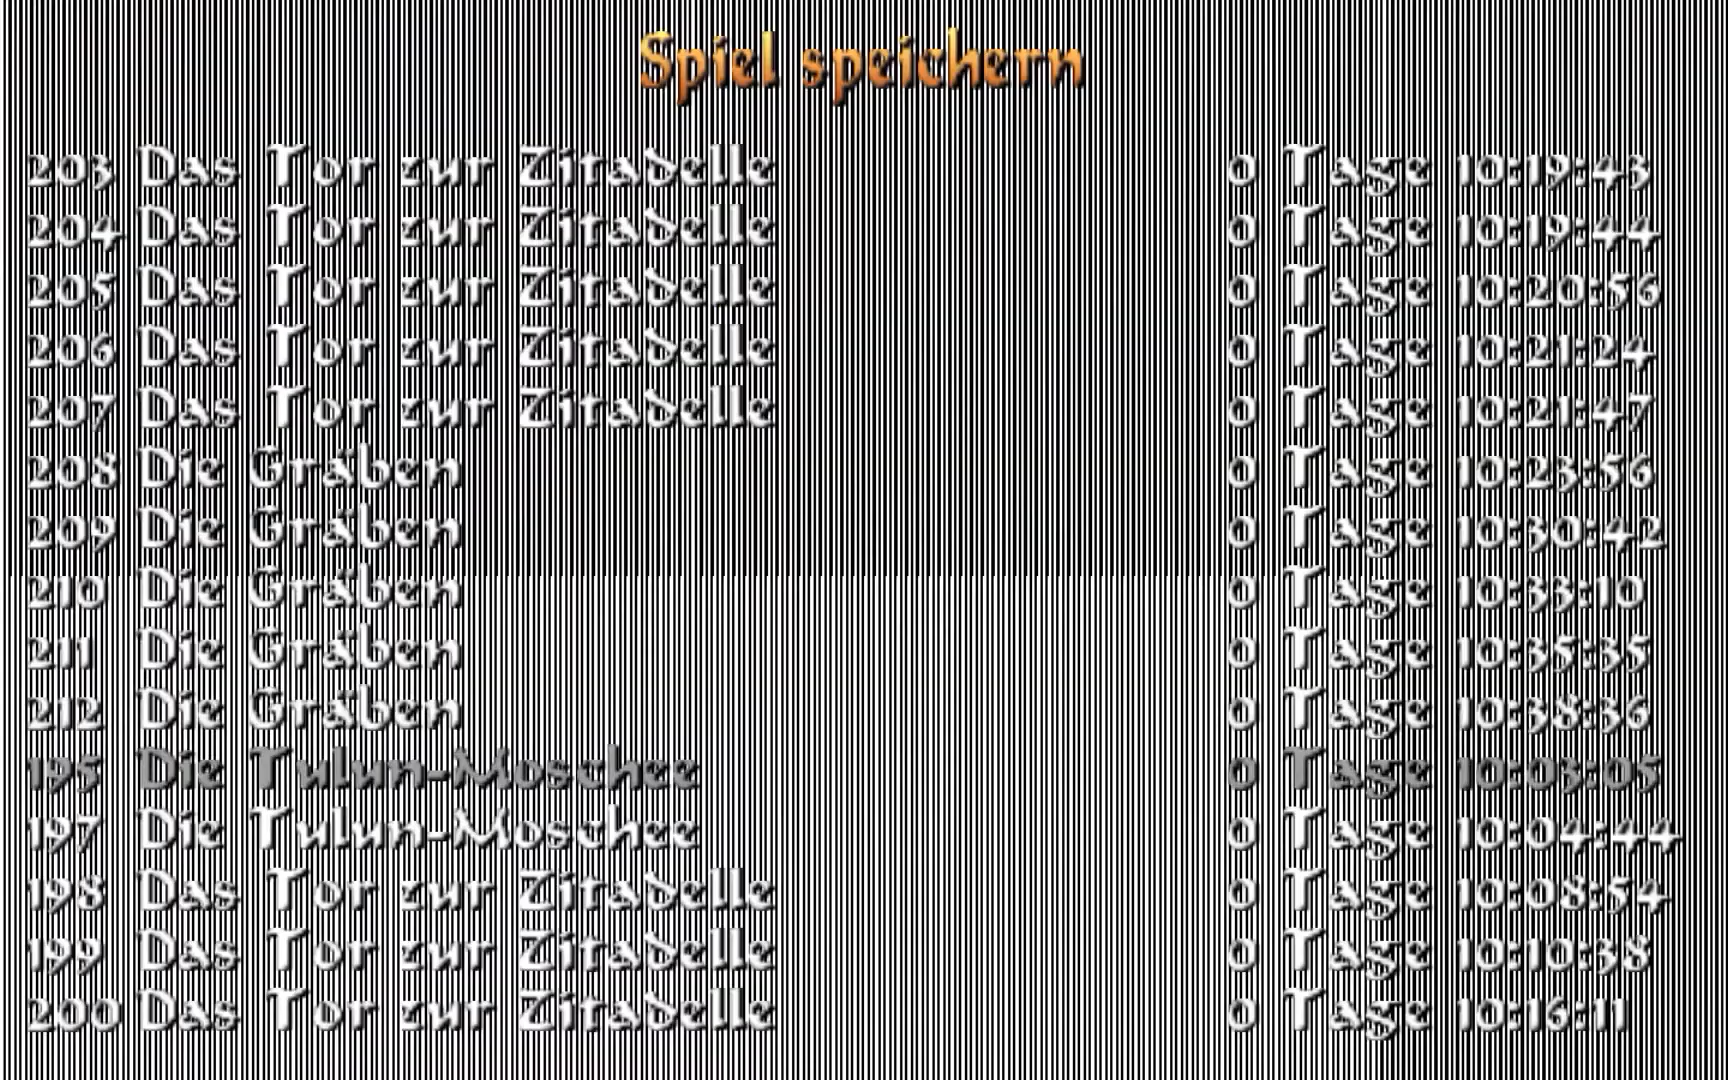 Spiel speichern
203 Das Tor zur Zitadelle 0 Tage 10:19:43
204 Das Tor zur Zitadelle 0 Tage 10:19:44
205 Das Tor zur Zitadelle 0 Tage 10:20:56
206 Das Tor zur Zitadelle 0 Tage 10:21:24
207 Das Tor zur Zitadelle 0 Tage 10:21:47
208 Die Gräben 0 Tage 10:23:56
209 Die Gräben 0 Tage 10:30:42
210 Die Gräben 0 Tage 10:33:10
211 Die Gräben 0 Tage 10:35:35
212 Die Gräben 0 Tage 10:38:36
195 Die Tulun-Moschee 0 Tage 10:03:05
197 Die Tulun-Moschee 0 Tage 10:04:44
198 Das Tor zur Zitadelle 0 Tage 10:08:54
199 Das Tor zur Zitadelle 0 Tage 10:10:38
200 Das Tor zur Zitadelle 0 Tage 10:16:11